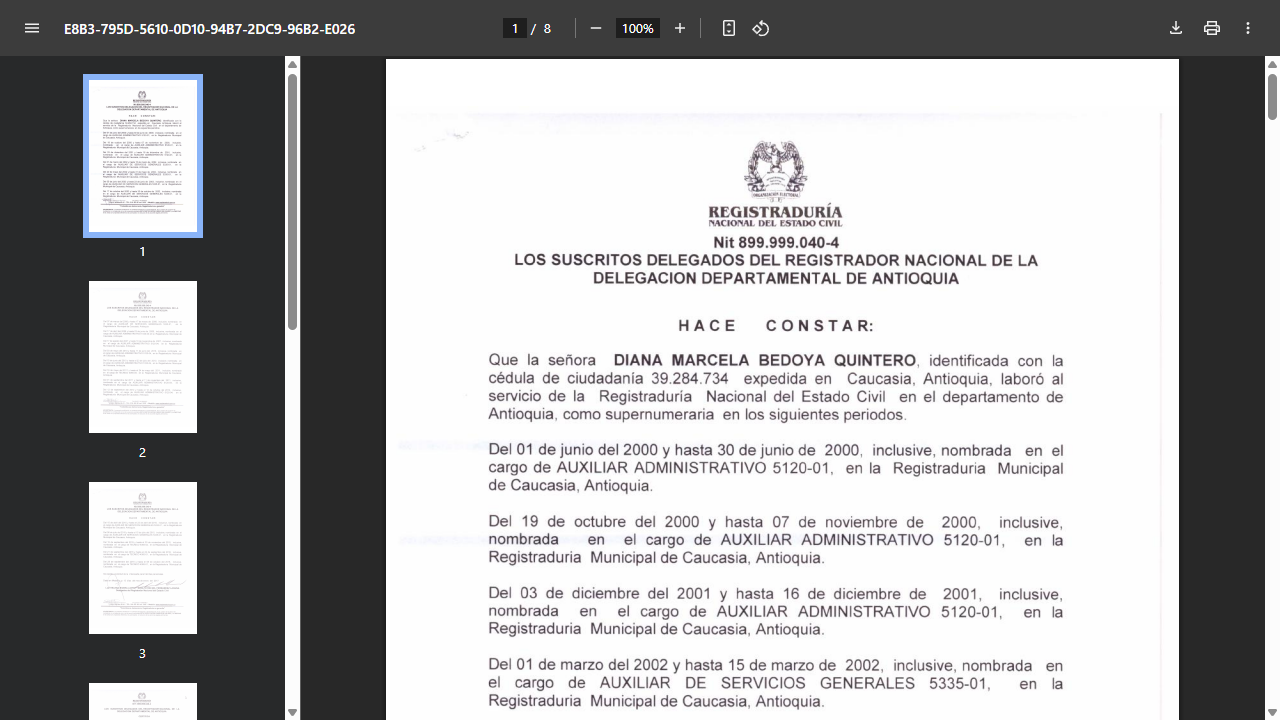 E8B3-795D-5610-0D10-94B7-2DC9-96B2-E026
1 / 8
100%
ORGANIZACIÓN ELECTORAL
REGISTRADURÍA
NACIONAL DEL ESTADO CIVIL
Nit 899.999.040-4
LOS SUSCRITOS DELEGADOS DEL REGISTRADOR NACIONAL DE LA
DELEGACION DEPARTAMENTAL DE ANTIOQUIA
HACE CONSTAR:
Que la señora DIANA MARCELA BEDOYA QUINTERO, identificada con la
cédula de ciudadanía 39.284.734 expedida en Caucasia, Antioquia laboró al
servicio de la Registraduría Nacional del Estado Civil en el departamento de
Antioquia, como supernumeraria en los siguientes periodos.
Del 01 de junio del 2000 y hasta 30 de junio de 2000, inclusive, nombrada en el
cargo de AUXILIAR ADMINISTRATIVO 5120-01, en la Registraduria Municipal
de Caucasia, Antioquia.
de octubre del 2000 y hasta 07 de noviembre de 2000, inclusive,
nombrada en el cargo de AUXILIAR ADMINISTRATIVO 5120-01, en la
Registraduria Municipal de Caucasia, Antioquia.
Del 03 de diciembre del 2001 y hasta 16 de diciembre de 2001, inclusive,
nombrada en el cargo de AUXILIAR ADMINISTRATIVO 5120-01, en la
Registraduria Municipal de Caucasia, Antioquia.
Del 01 de marzo del 2002 y hasta 15 de marzo de 2002, inclusive, nombrada en
el cargo de AUXILIAR DE SERVICIOS GENERALES 5335-01, en la
Registraduria Municipal de Caucasia, Antioquia.
1
2
3